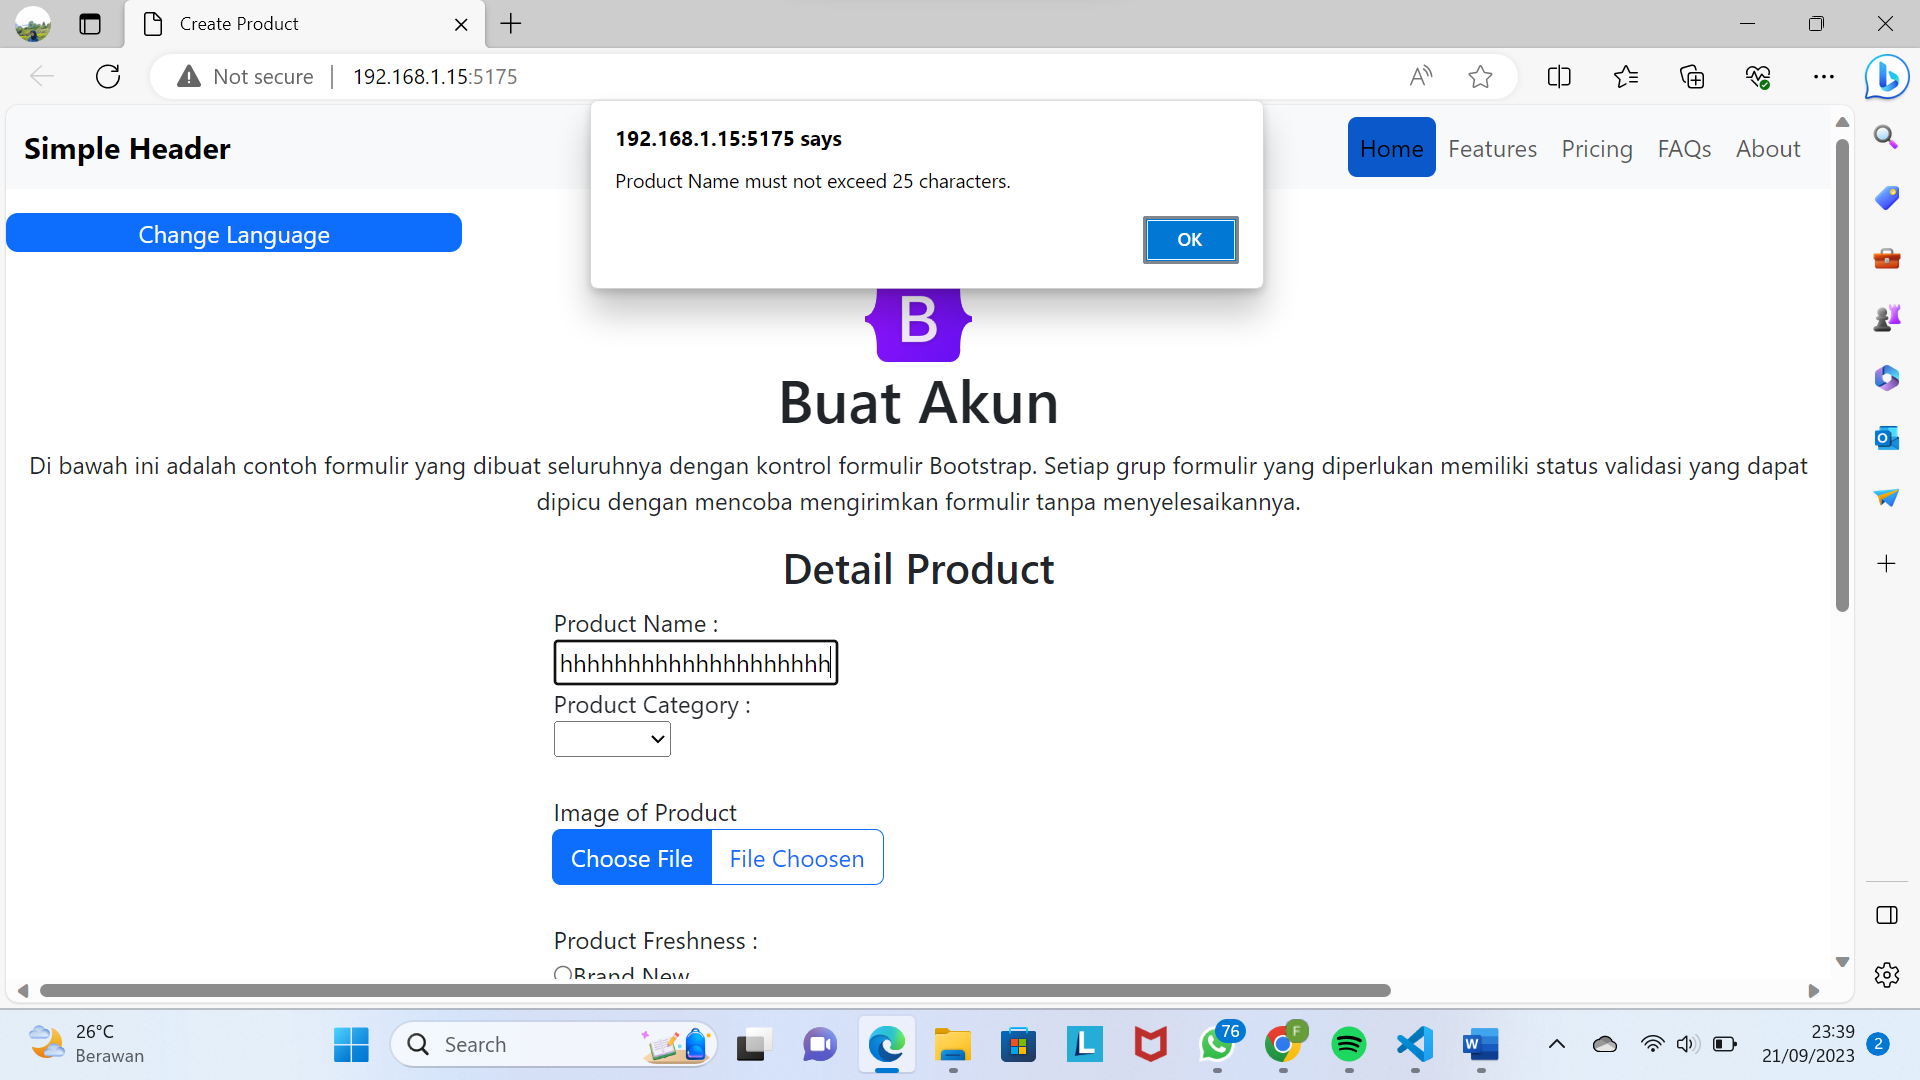 Create Product
Not secure
192.168.1.15:5175
192.168.1.15:5175 says
Product Name must not exceed 25 characters.
OK
Simple Header
Home Features Pricing FAQs About
Change Language
B
Buat Akun
Di bawah ini adalah contoh formulir yang dibuat seluruhnya dengan kontrol formulir Bootstrap. Setiap grup formulir yang diperlukan memiliki status validasi yang dapat
dipicu dengan mencoba mengirimkan formulir tanpa menyelesaikannya.
Detail Product
Product Name :
hhhhhhhhhhhhhhhhhhhh
Product Category :
Image of Product
Choose File File Choosen
Product Freshness :
Brand New
26°C
Berawan
Search
76
F
23:39
21/09/2023
2